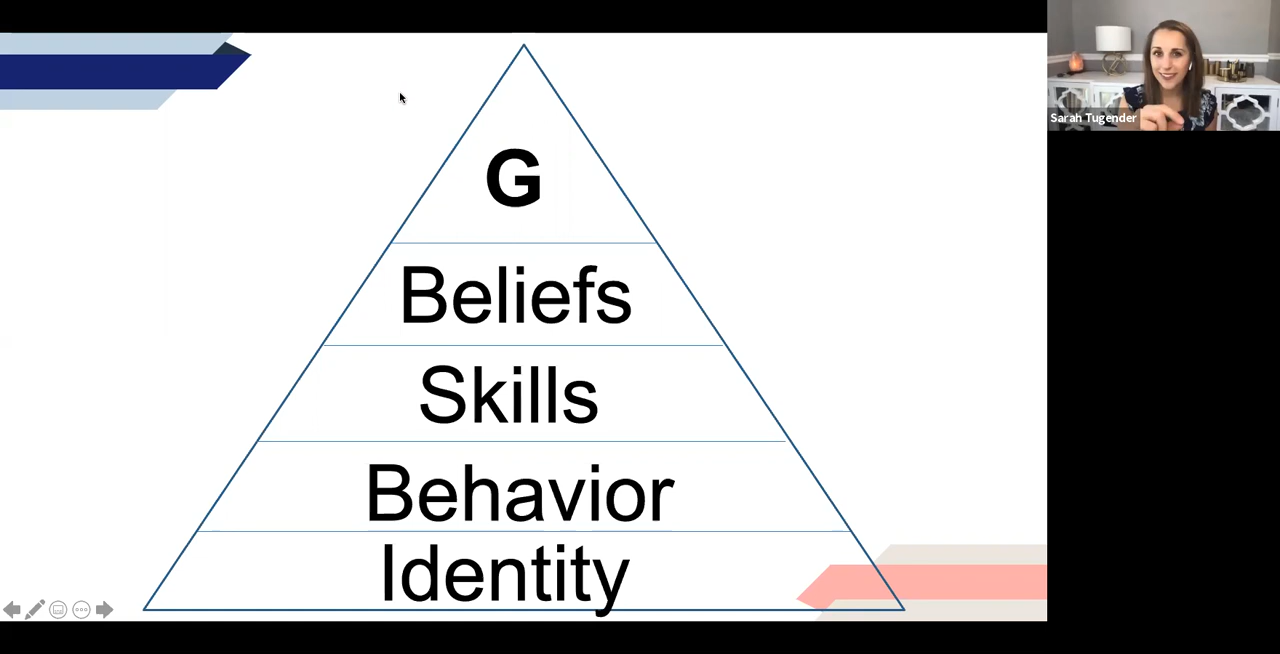 G
Beliefs
Skills
Behavior
Identity
Sarah Tugender